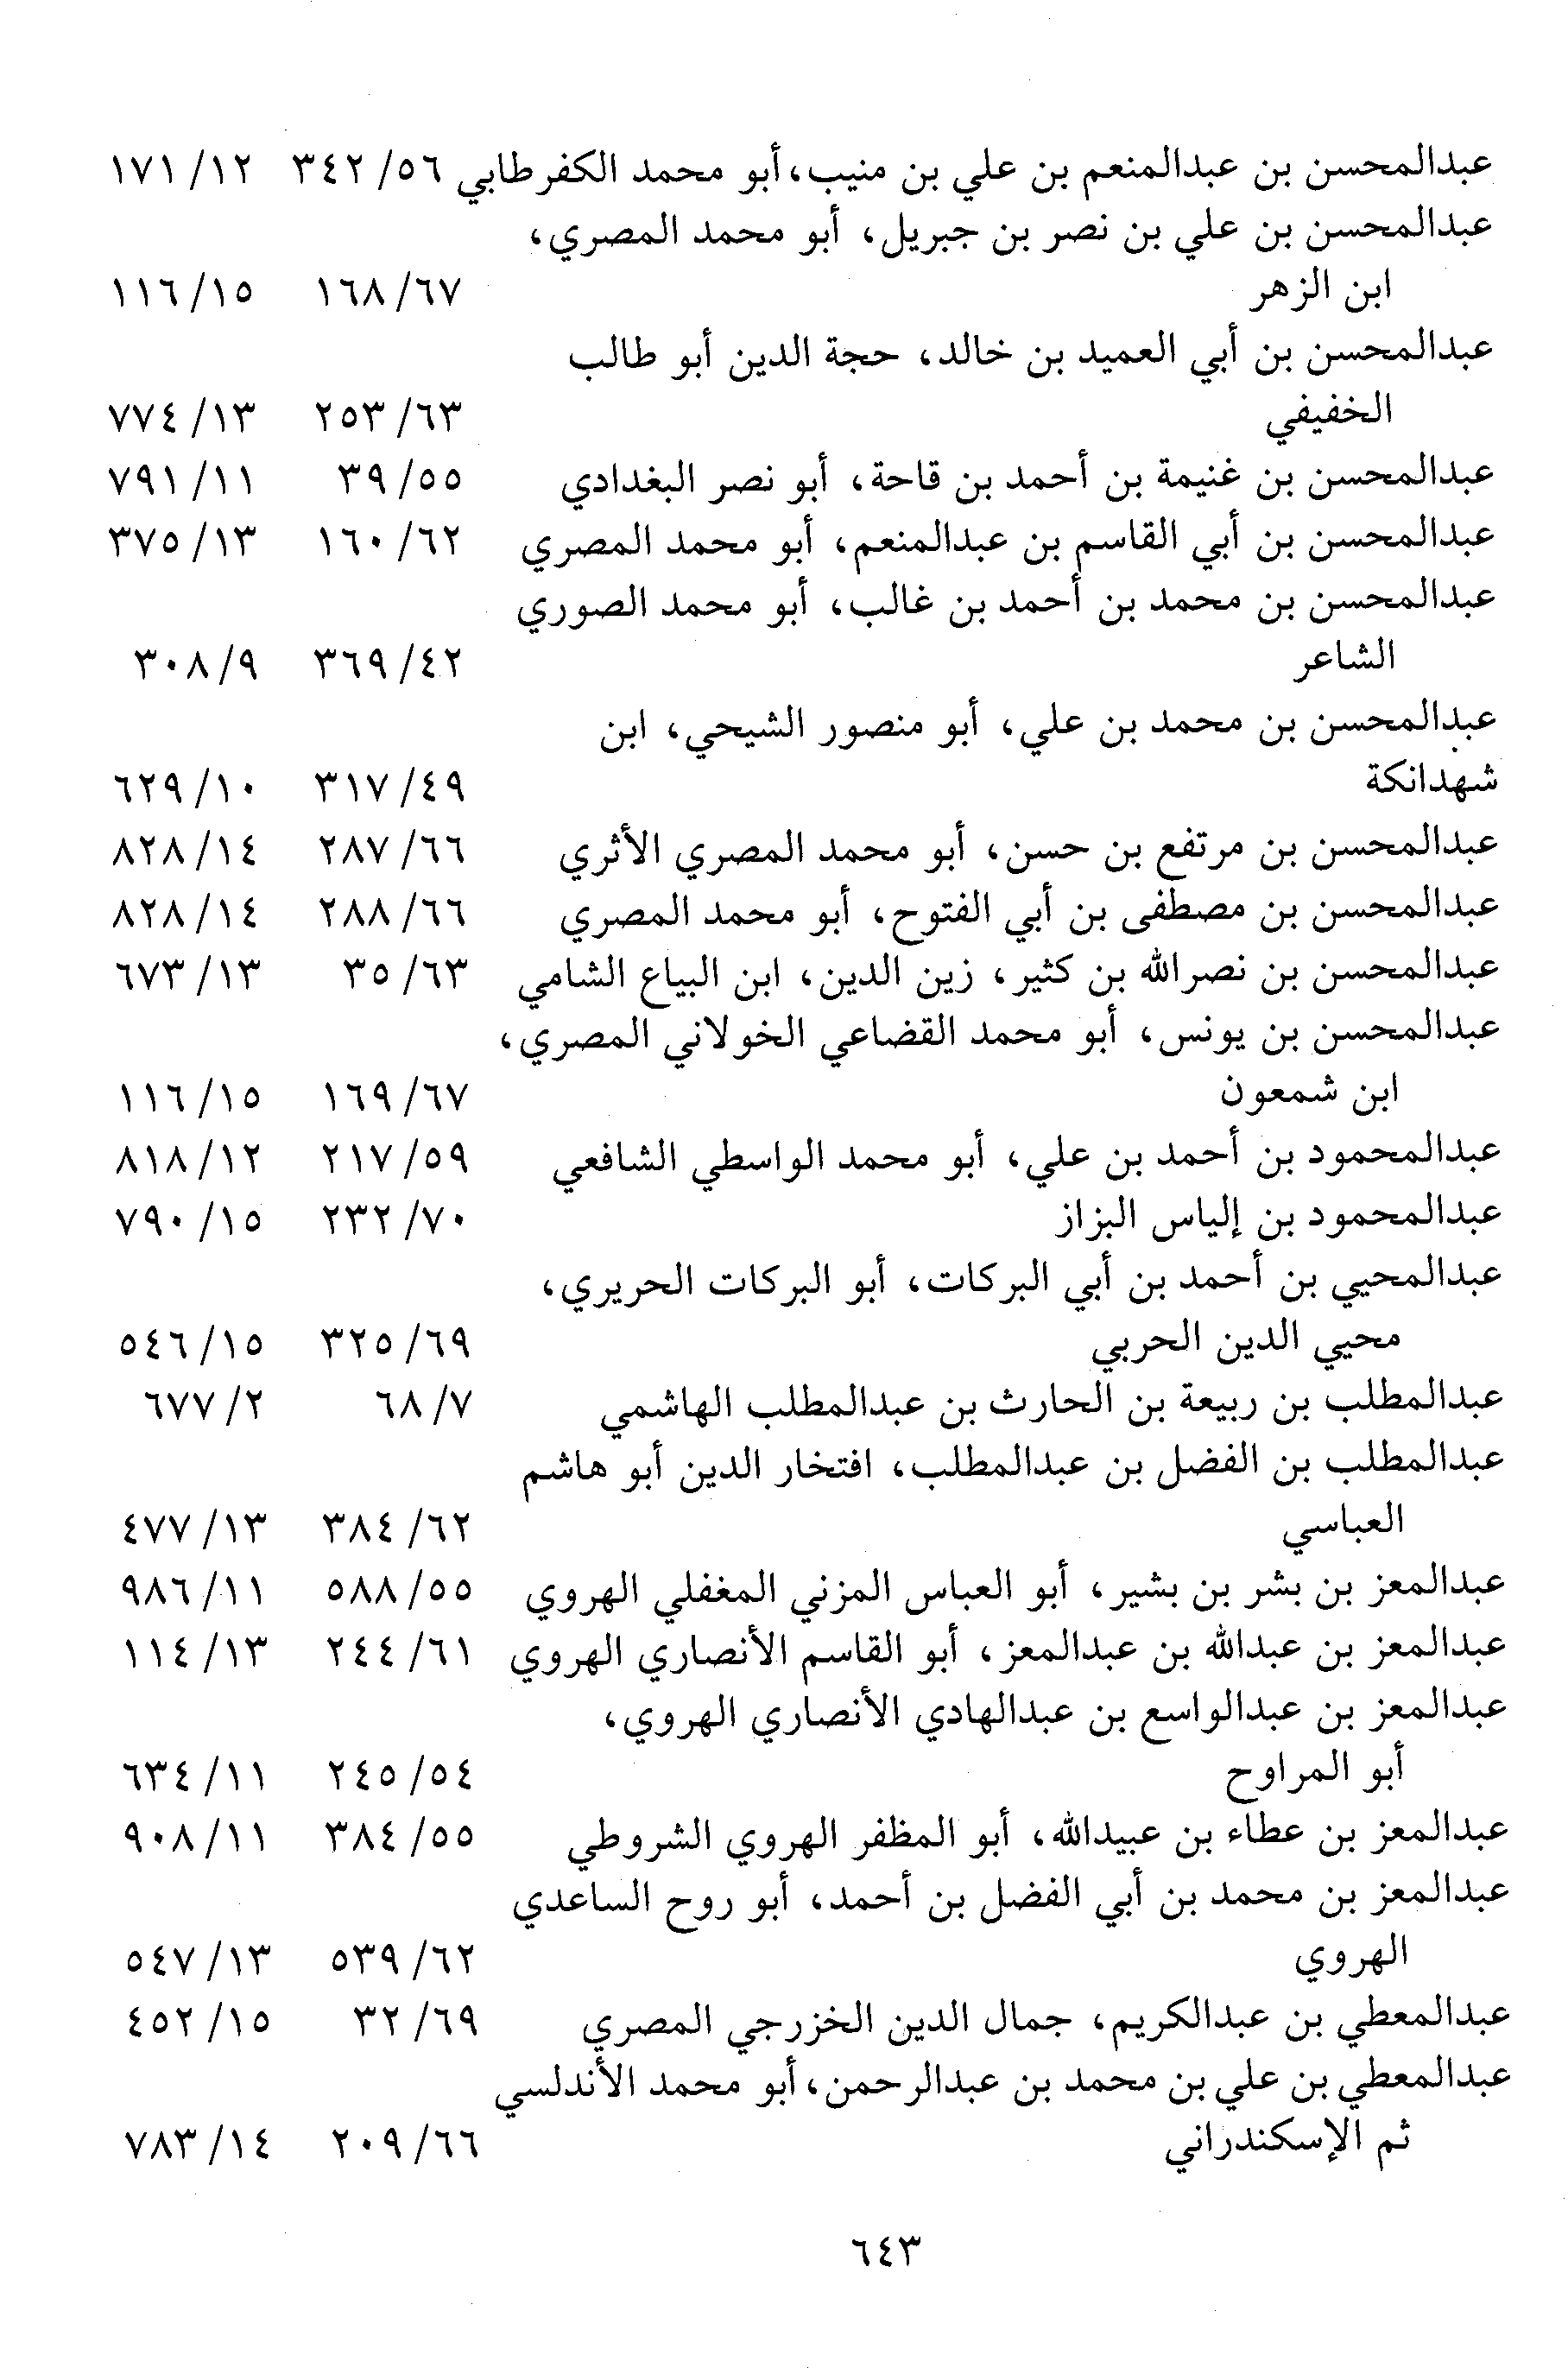 عبدالمحسن بن عبدالمنعم بن علي بن منيب، أبو محمد الكفرطابي ٥٦/ ٣٤٢ ١٢/ ١٧١
عبدالمحسن بن علي بن نصر بن جبريل، أبو محمد المصري،
ابن الزهر ٦٧/ ١٦٨ ١٥/ ١١٦
عبدالمحسن بن أبي العميد بن خالد، حجة الدين أبو طالب
الخفيفي ٦٣/ ٢٥٣ ١٣/ ٧٧٤
عبدالمحسن بن غنيمة بن أحمد بن قاحة، أبو نصر البغدادي ٥٥/ ٣٩ ١١/ ٧٩١
عبدالمحسن بن أبي القاسم بن عبدالمنعم، أبو محمد المصري ٦٢/ ١٦٠ ١٣/ ٣٧٥
عبدالمحسن بن محمد بن أحمد بن غالب، أبو محمد الصوري
الشاعر ٤٢/ ٣٦٩ ٩/ ٣٠٨
عبدالمحسن بن محمد بن علي، أبو منصور الشيحي، ابن
شهدانكة ٤٩/ ٣١٧ ١٠/ ٦٢٩
عبدالمحسن بن مرتفع بن حسن، أبو محمد المصري الأثري ٦٦/ ٢٨٧ ١٤/ ٨٢٨
عبدالمحسن بن مصطفى بن أبي الفتوح، أبو محمد المصري ٦٦/ ٢٨٨ ١٤/ ٨٢٨
عبدالمحسن بن نصرالله بن كثير، زين الدين، ابن البياع الشامي ٦٣/ ٣٥ ١٣/ ٦٧٣
عبدالمحسن بن يونس، أبو محمد القضاعي الخولاني المصري،
ابن شمعون ٦٧/ ١٦٩ ١٥/ ١١٦
عبدالمحمود بن أحمد بن علي، أبو محمد الواسطي الشافعي ٥٩/ ٢١٧ ١٢/ ٨١٨
عبدالمحمود بن إلياس البزاز ٧٠/ ٢٣٢ ١٥/ ٧٩٠
عبدالمحيي بن أحمد بن أبي البركات، أبو البركات الحريري،
محيي الدين الحربي ٦٩/ ٣٢٥ ١٥/ ٥٤٦
عبدالمطلب بن ربيعة بن الحارث بن عبدالمطلب الهاشمي ٧/ ٦٨ ٢/ ٦٧٧
عبدالمطلب بن الفضل بن عبدالمطلب، افتخار الدين أبو هاشم
العباسي ٦٢/ ٣٨٤ ١٣/ ٤٧٧
عبدالمعز بن بشر بن بشير، أبو العباس المزني المغفلي الهروي ٥٥/ ٥٨٨ ١١/ ٩٨٦
عبدالمعز بن عبدالله بن عبدالمعز، أبو القاسم الأنصاري الهروي ٦١/ ٢٤٤ ١٣/ ١١٤
عبدالمعز بن عبدالواسع بن عبدالهادي الأنصاري الهروي،
أبو المراوح ٥٤/ ٢٤٥ ١١/ ٦٣٤
عبدالمعز بن عطاء بن عبيدالله، أبو المظفر الهروي الشروطي ٥٥/ ٣٨٤ ١١/ ٩٠٨
عبدالمعز بن محمد بن أبي الفضل بن أحمد، أبو روح الساعدي
الهروي ٦٢/ ٥٣٩ ١٣/ ٥٤٧
عبدالمعطي بن عبدالكريم، جمال الدين الخزرجي المصري ٦٩/ ٣٢ ١٥/ ٤٥٢
عبدالمعطي بن علي بن محمد بن عبدالرحمن، أبو محمد الأندلسي
ثم الإسكندراني ٦٦/ ٢٠٩ ١٤/ ٧٨٣
٦٤٣